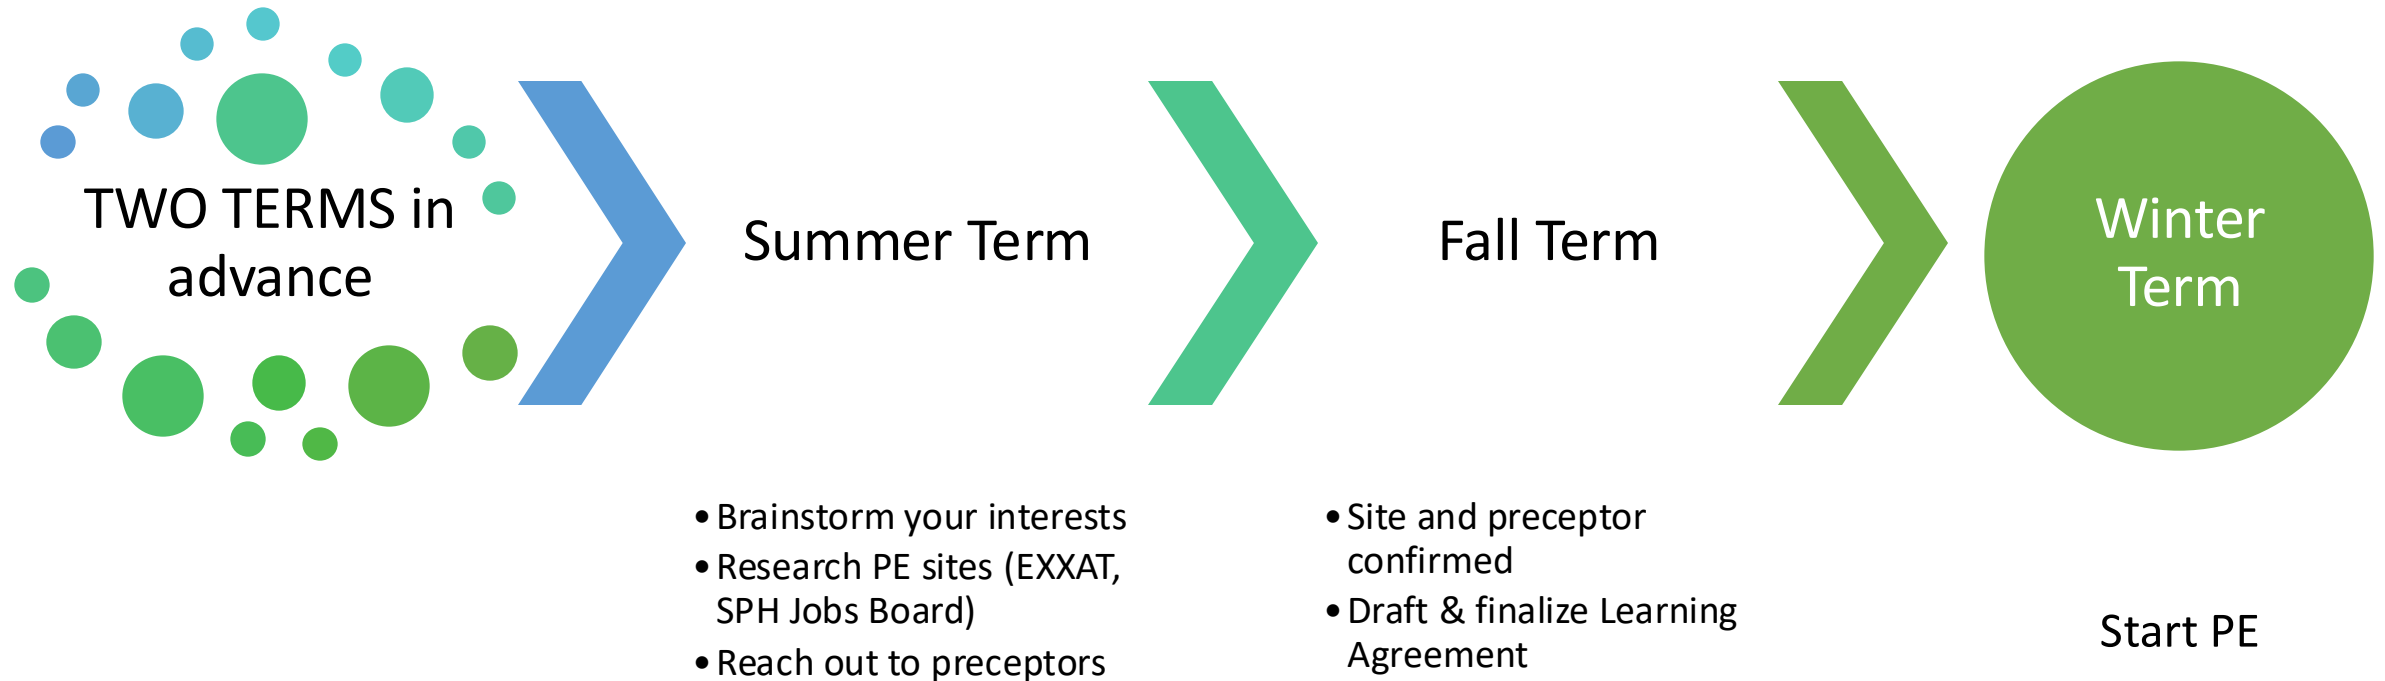 TWO TERMS in
advance
Summer Term
• Brainstorm your interests
• Research PE sites (EXXAT,
SPH Jobs Board)
• Reach out to preceptors
Fall Term
• Site and preceptor
confirmed
• Draft & finalize Learning
Agreement
Winter
Term
Start PE